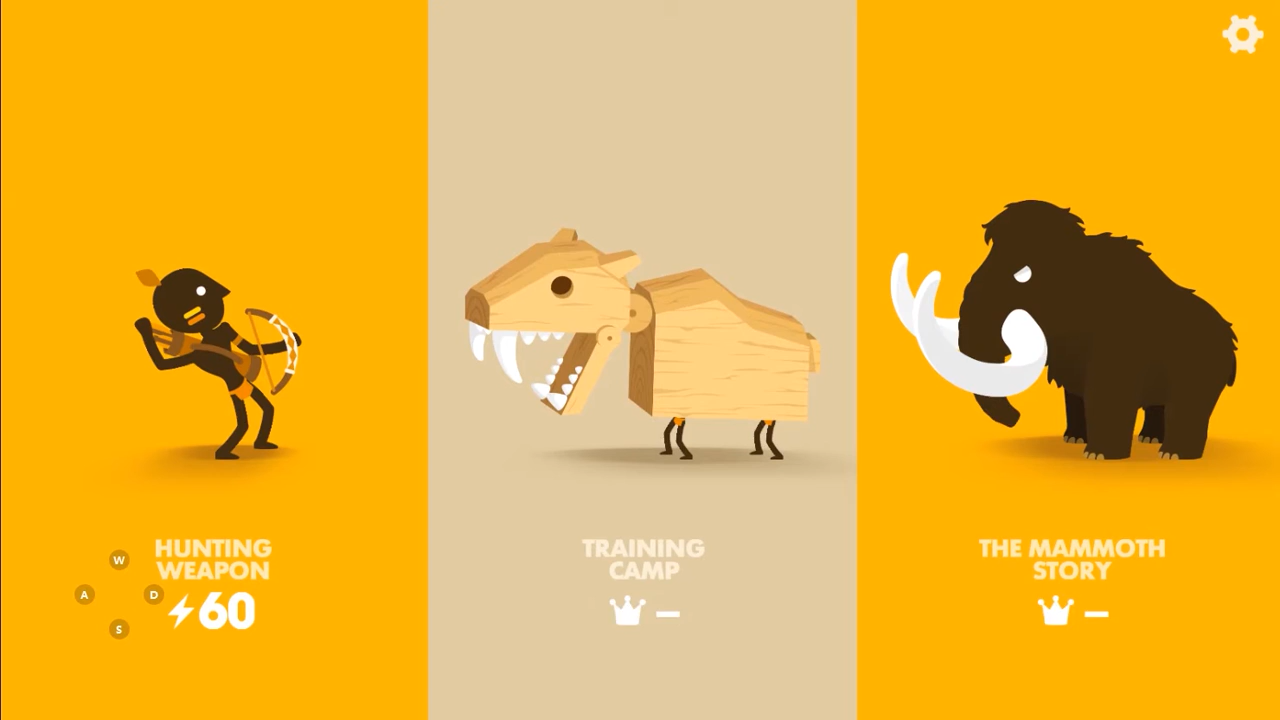 HUNTING
WEAPON
60
W
A
D
S
TRAINING
CAMP
–
THE MAMMOTH
STORY
–